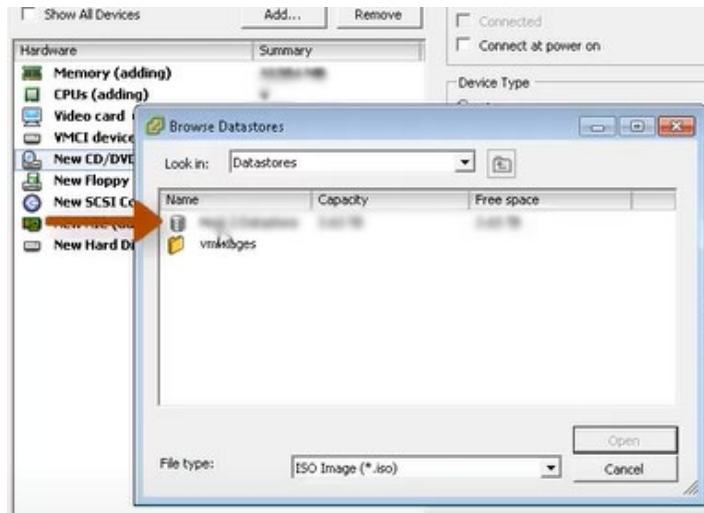 Show All Devices
Add...
Remove
Connected
Connect at power on
Hardware
Summary
Memory (adding)
CPUs (adding)
Device Type
Video card
Browse Datastores
VMCI device
New CD/DVD
Look in:
Datastores
New Floppy
Name
Capacity
Free space
New SCSI Co
New Hard Di
vmimages
Open
File type:
ISO Image (*.iso)
Cancel